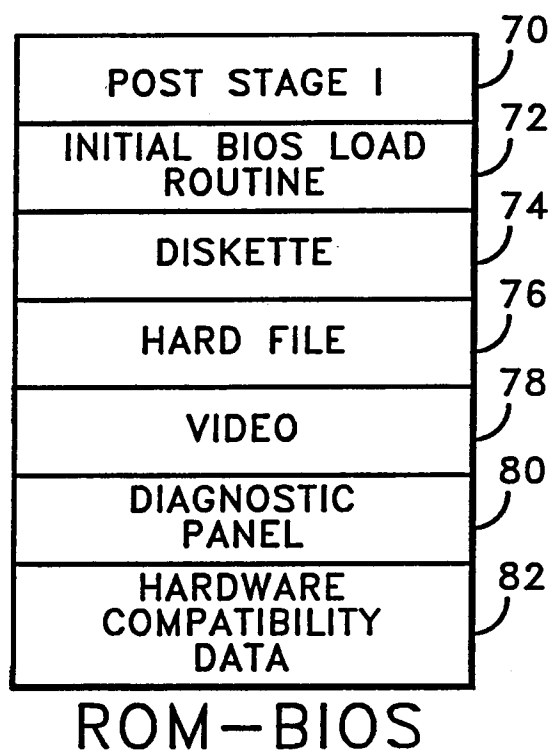 70
POST STAGE I
72
INITIAL BIOS LOAD
ROUTINE
74
DISKETTE
76
HARD FILE
78
VIDEO
80
DIAGNOSTIC
PANEL
82
HARDWARE
COMPATIBILITY
DATA
ROM-BIOS